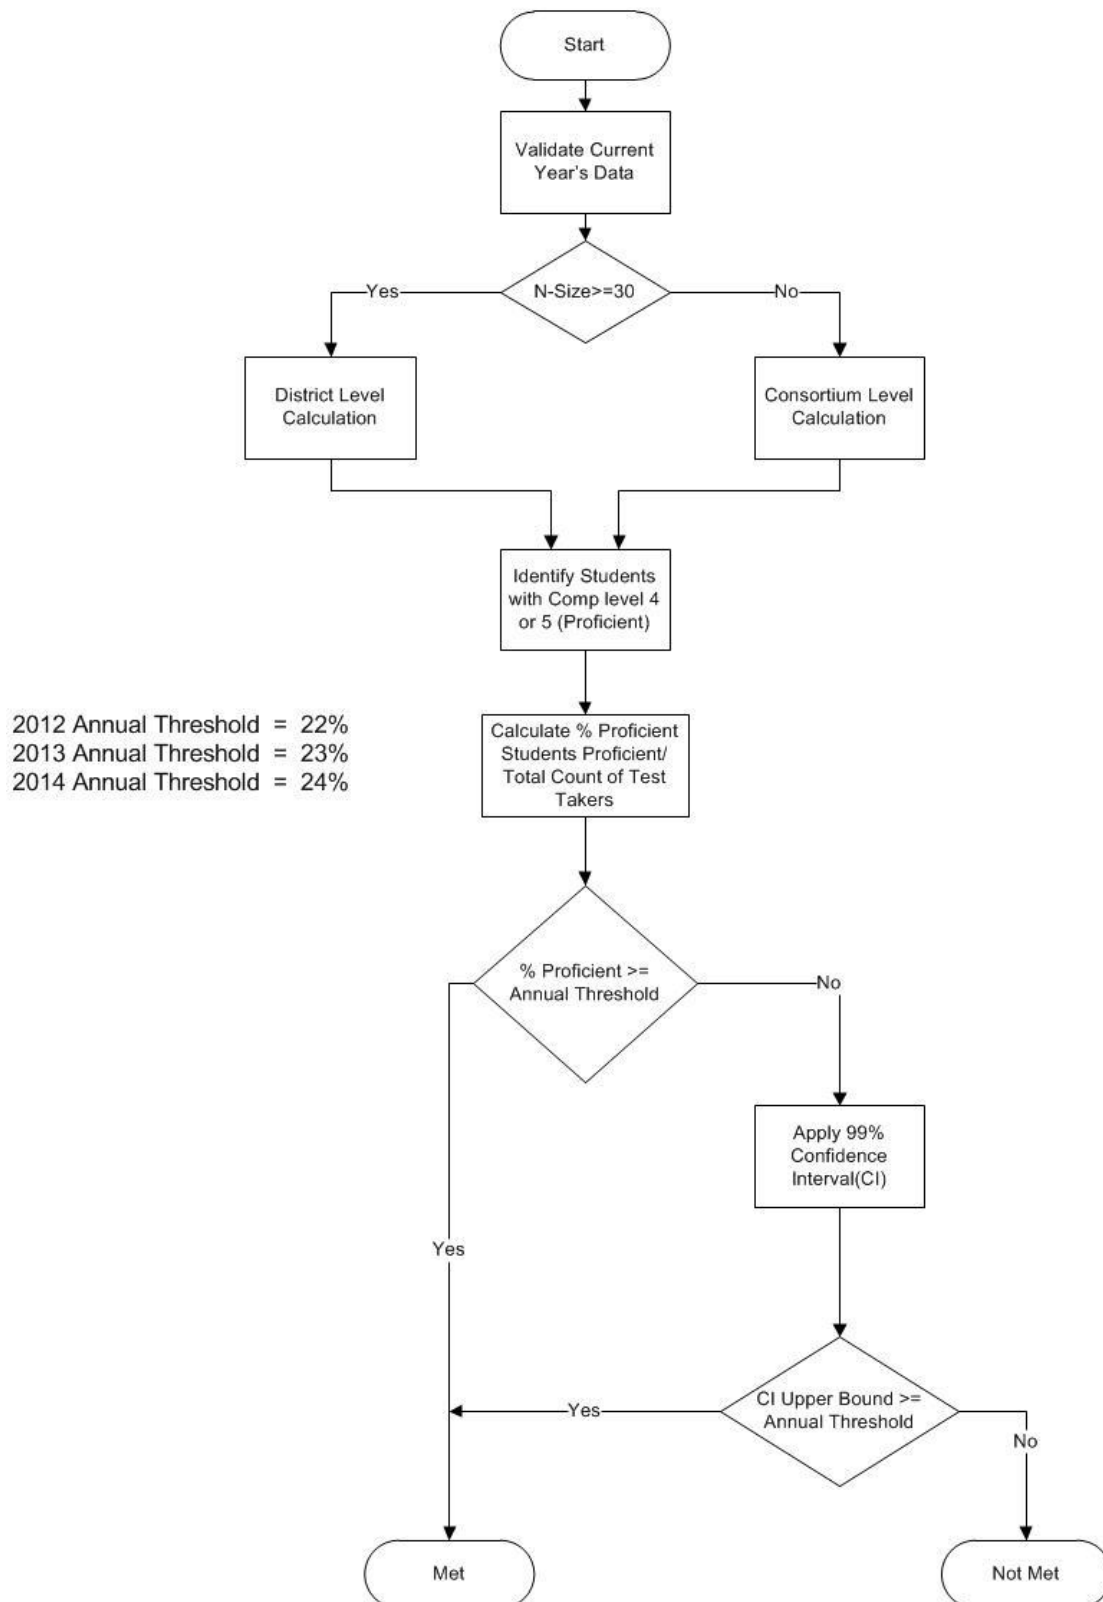 Start
Validate Current
Year's Data
N-Size>=30
Yes
No
District Level
Calculation
Consortium Level
Calculation
Identify Students
with Comp level 4
or 5 (Proficient)
2012 Annual Threshold = 22%
2013 Annual Threshold = 23%
2014 Annual Threshold = 24%
Calculate % Proficient
Students Proficient/
Total Count of Test
Takers
% Proficient >=
Annual Threshold
No
Apply 99%
Confidence
Interval(CI)
Yes
CI Upper Bound >=
Annual Threshold
Yes
No
Met
Not Met